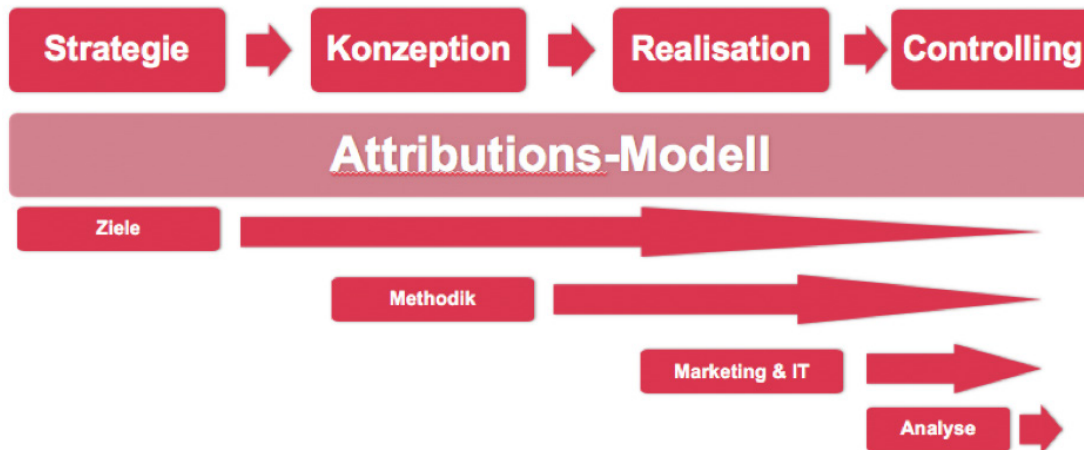 Strategie
Konzeption
Realisation
Controlling
Attributions-Modell
Ziele
Methodik
Marketing & IT
Analyse